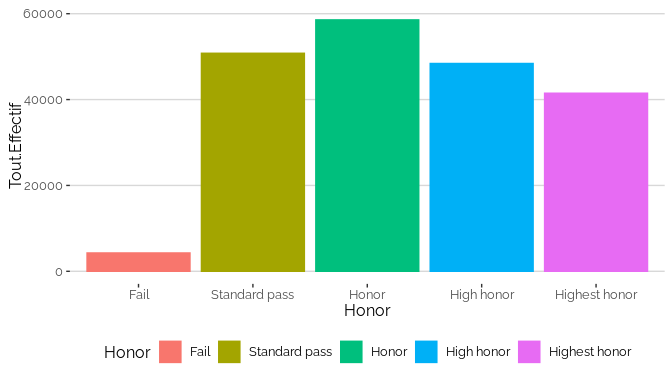 60000
40000
20000
0
Tout.Effectif
Fail Standard pass Honor High honor Highest honor
Honor
Honor Fail Standard pass Honor High honor Highest honor